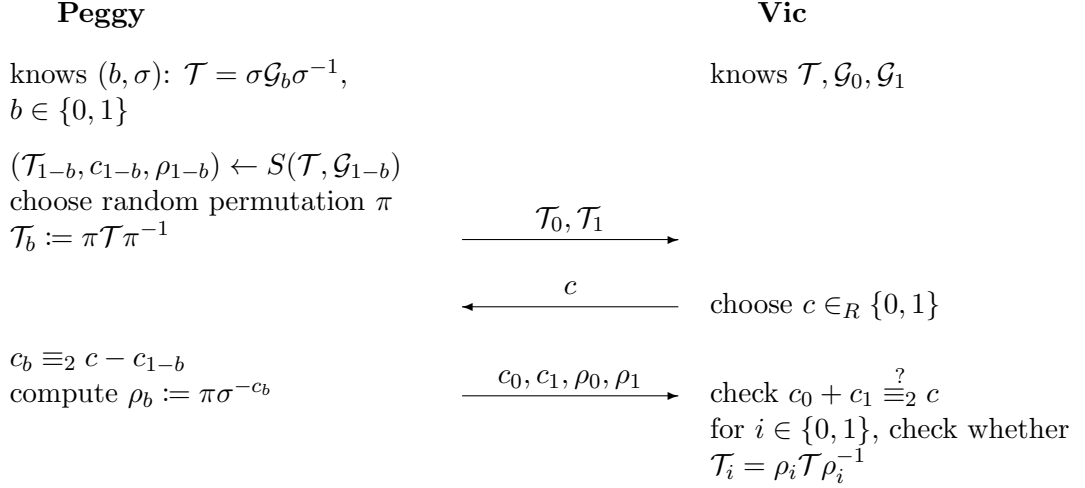 Peggy Vic
knows (b, σ): 𝒯 = σ𝒢_bσ^{−1}, knows 𝒯, 𝒢_0, 𝒢_1
b ∈ {0, 1}
(𝒯_{1−b}, c_{1−b}, ρ_{1−b}) ← S(𝒯, 𝒢_{1−b})
choose random permutation π
𝒯_b := π𝒯π^{−1} 𝒯_0, 𝒯_1
c choose c ∈_R {0, 1}
c_b ≡_2 c − c_{1−b}
compute ρ_b := πσ^{−c_b} c_0, c_1, ρ_0, ρ_1 check c_0 + c_1 ≡_2^? c
for i ∈ {0, 1}, check whether
𝒯_i = ρ_i𝒯ρ_i^{−1}